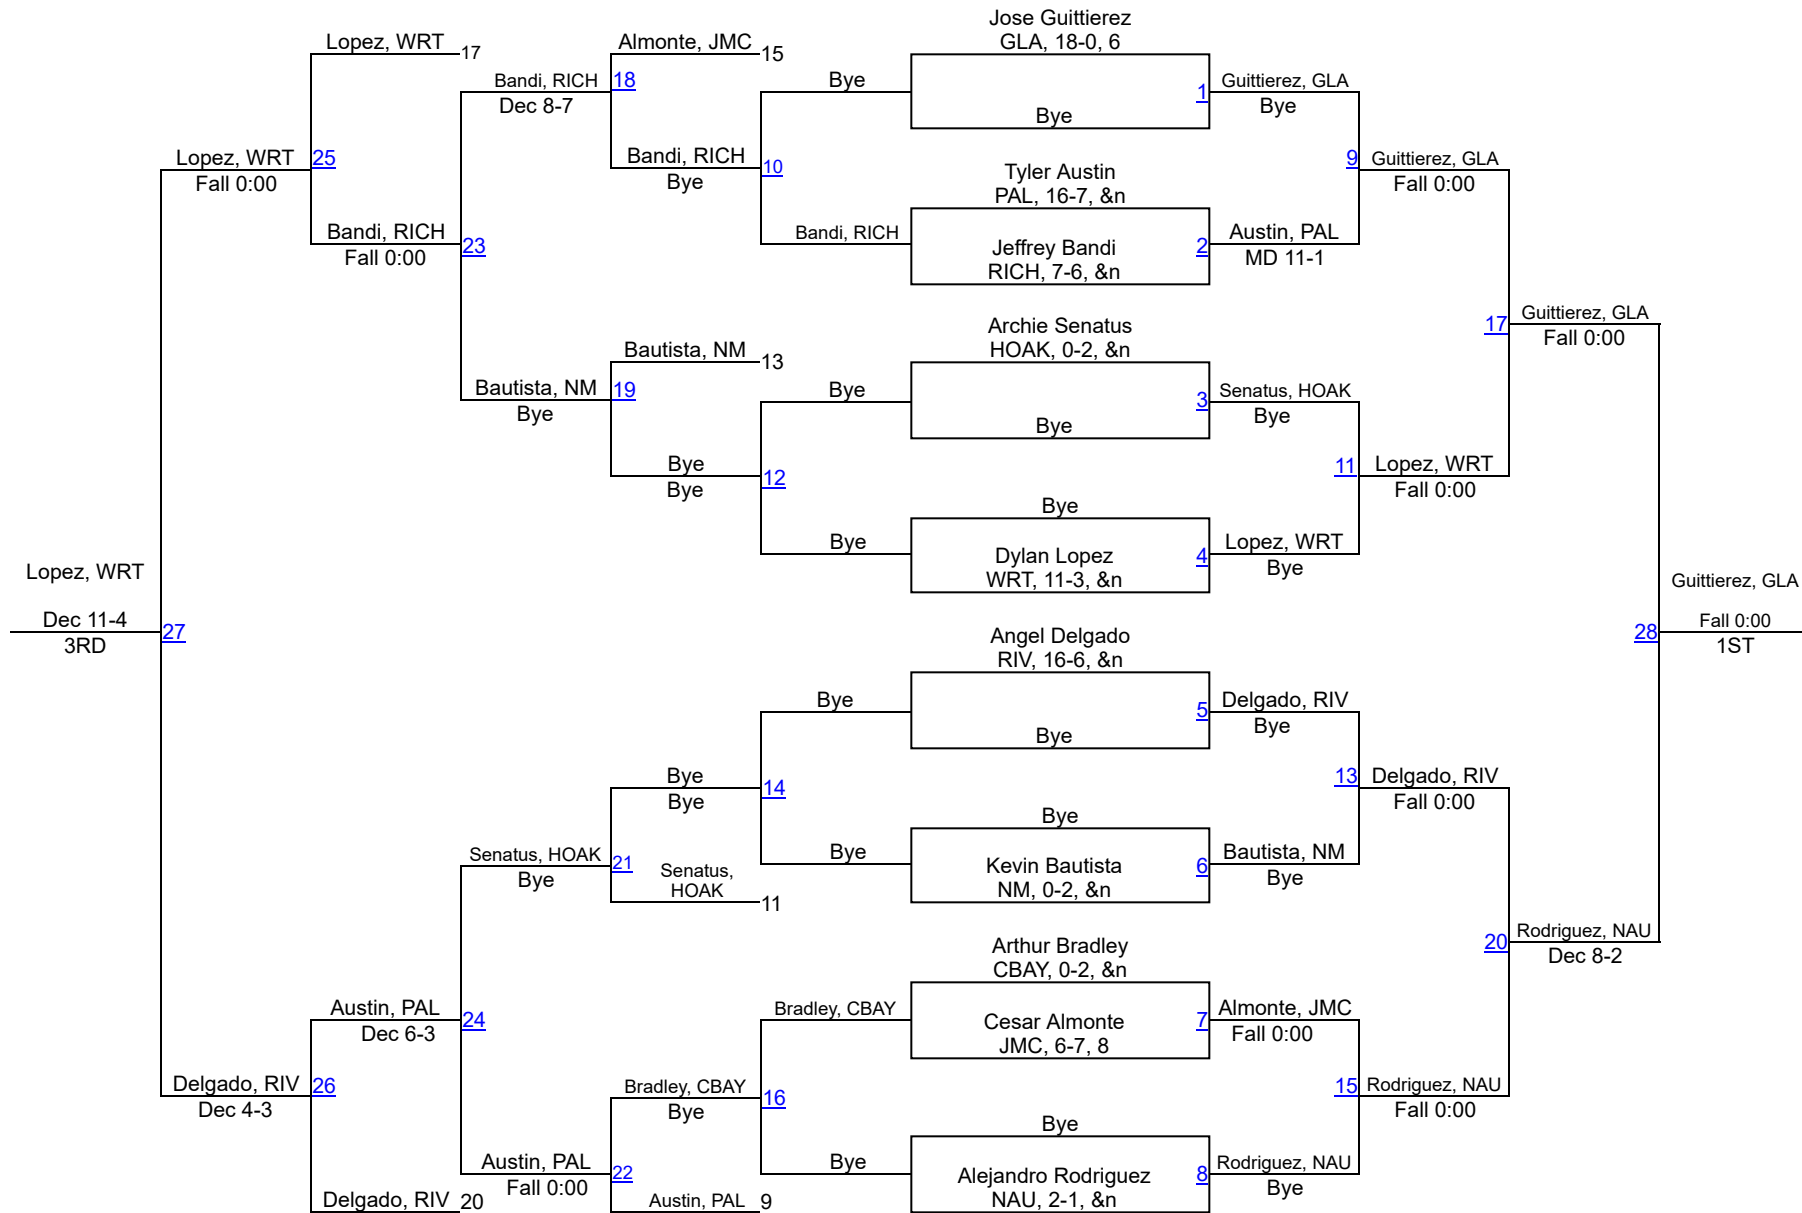 Jose Guittierez
Lopez, WRT
17
Almonte, JMC
15
GLA, 18-0, 6
Bandi, RICH
18
Dec 8-7
Bye
1
Guittierez, GLA
Bye
Bye
Lopez, WRT
25
Fall 0:00
Bandi, RICH
10
Bye
Tyler Austin
PAL, 16-7, &n
9
Guittierez, GLA
Fall 0:00
Bandi, RICH
23
Fall 0:00
Bandi, RICH
Jeffrey Bandi
RICH, 7-6, &n
2
Austin, PAL
MD 11-1
Archie Senatus
HOAK, 0-2, &n
17
Guittierez, GLA
Fall 0:00
Bautista, NM
13
Bautista, NM
19
Bye
Bye
3
Senatus, HOAK
Bye
Bye
Bye
12
Bye
11
Lopez, WRT
Fall 0:00
Bye
Bye
Dylan Lopez
WRT, 11-3, &n
4
Lopez, WRT
Bye
Lopez, WRT
Dec 11-4
27
3RD
Guittierez, GLA
28
Fall 0:00
1ST
Angel Delgado
RIV, 16-6, &n
Bye
5
Delgado, RIV
Bye
Bye
Bye
14
Bye
13
Delgado, RIV
Fall 0:00
Bye
Senatus, HOAK
21
Bye
Senatus,
HOAK
11
Bye
Kevin Bautista
NM, 0-2, &n
6
Bautista, NM
Bye
Arthur Bradley
CBAY, 0-2, &n
20
Rodriguez, NAU
Dec 8-2
Austin, PAL
24
Dec 6-3
Bradley, CBAY
Cesar Almonte
JMC, 6-7, 8
7
Almonte, JMC
Fall 0:00
Delgado, RIV
26
Dec 4-3
Bradley, CBAY
16
Bye
15
Rodriguez, NAU
Fall 0:00
Bye
Austin, PAL
22
Fall 0:00
Bye
Alejandro Rodriguez
NAU, 2-1, &n
8
Rodriguez, NAU
Bye
Delgado, RIV
20
Austin, PAL
9